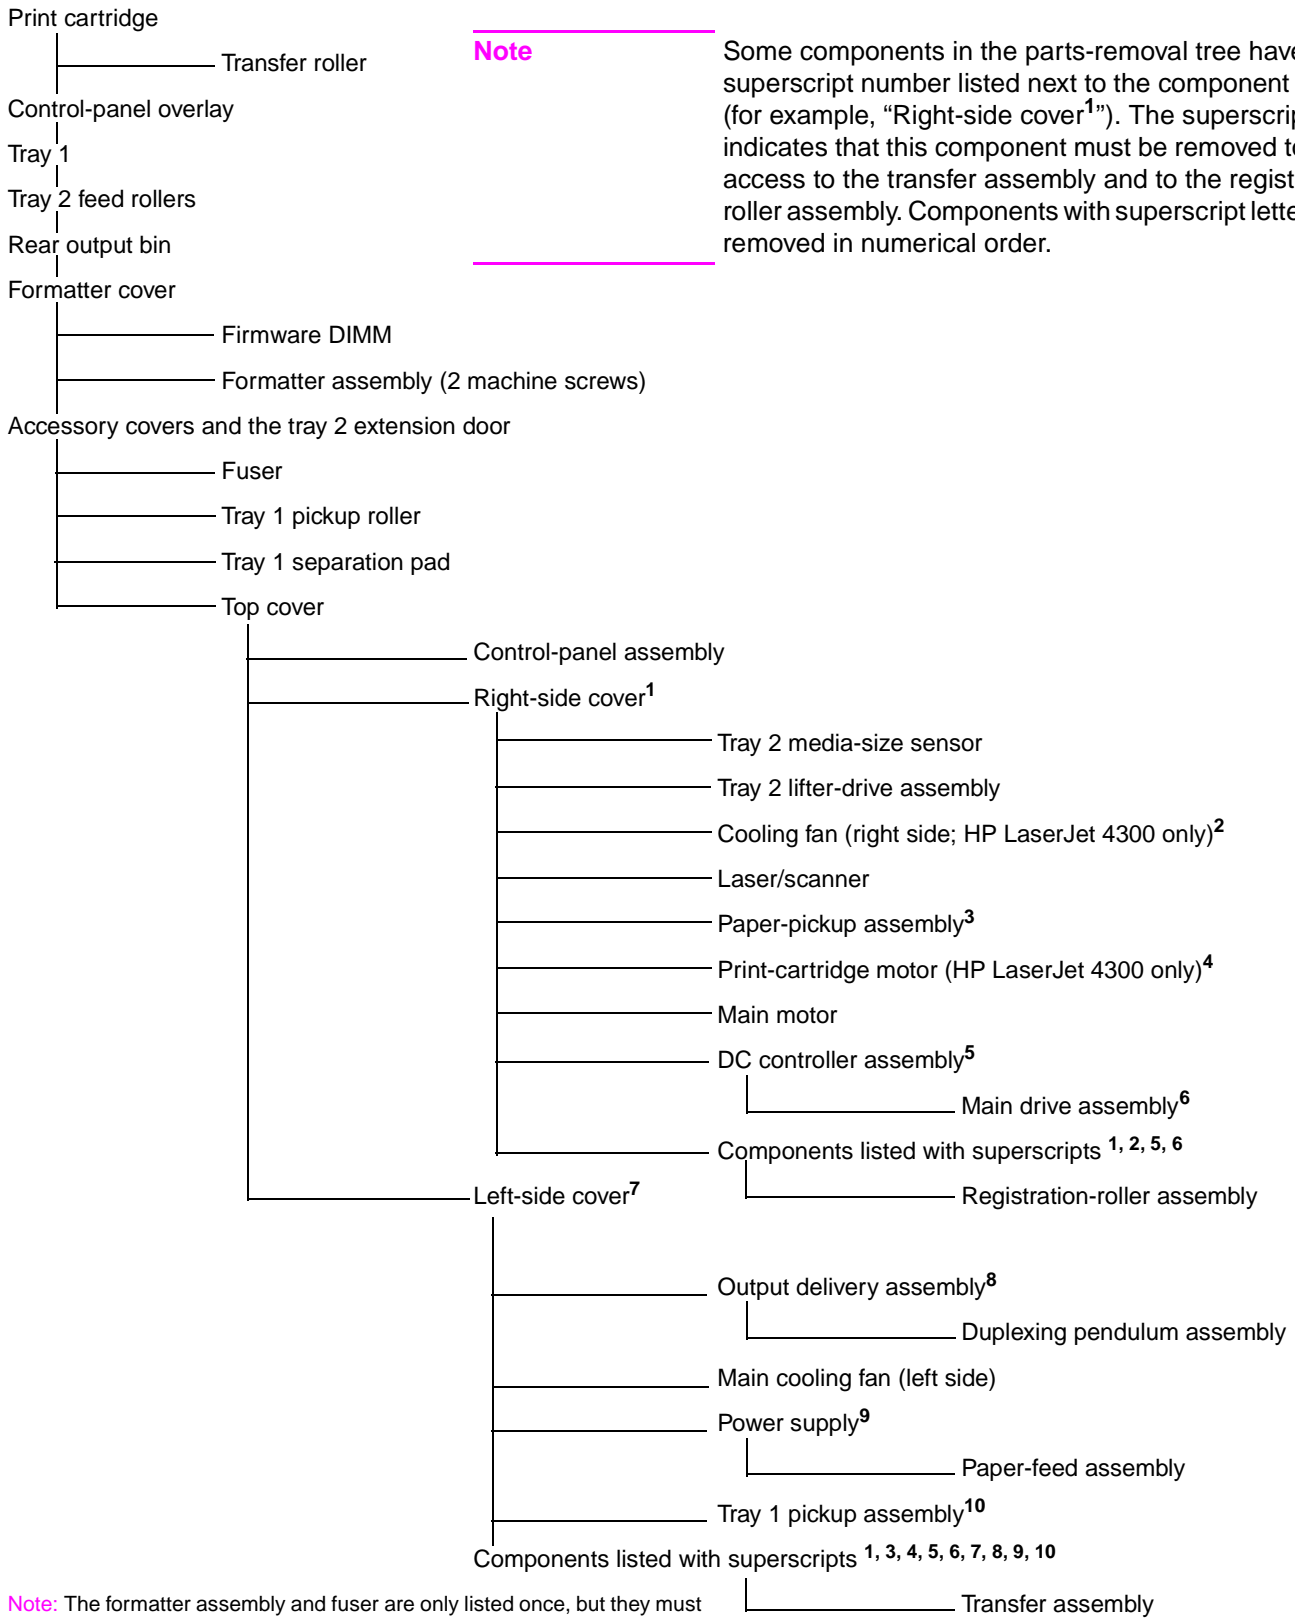 Print cartridge
Transfer roller
Note
Some components in the parts-removal tree have
superscript number listed next to the component
(for example, “Right-side cover1”). The
indicates that this component must be removed
access to the transfer assembly and to the
roller assembly. Components with superscript
removed in numerical order.
Control-panel overlay
Tray 1
Tray 2 feed rollers
Rear output bin
Formatter cover
Firmware DIMM
Formatter assembly (2 machine screws)
Accessory covers and the tray 2 extension door
Fuser
Tray 1 pickup roller
Tray 1 separation pad
Top cover
Control-panel assembly
Right-side cover1
Tray 2 media-size sensor
Tray 2 lifter-drive assembly
Cooling fan (right side; HP LaserJet 4300 only)2
Laser/scanner
Paper-pickup assembly3
Print-cartridge motor (HP LaserJet 4300 only)4
Main motor
DC controller assembly5
Main drive assembly6
Components listed with superscripts 1, 2, 5, 6
Registration-roller assembly
Left-side cover7
Output delivery assembly8
Duplexing pendulum assembly
Main cooling fan (left side)
Power supply9
Paper-feed assembly
Tray 1 pickup assembly10
Components listed with superscripts 1, 3, 4, 5, 6, 7, 8, 9, 10
Transfer assembly
Note: The formatter assembly and fuser are only listed once, but they must